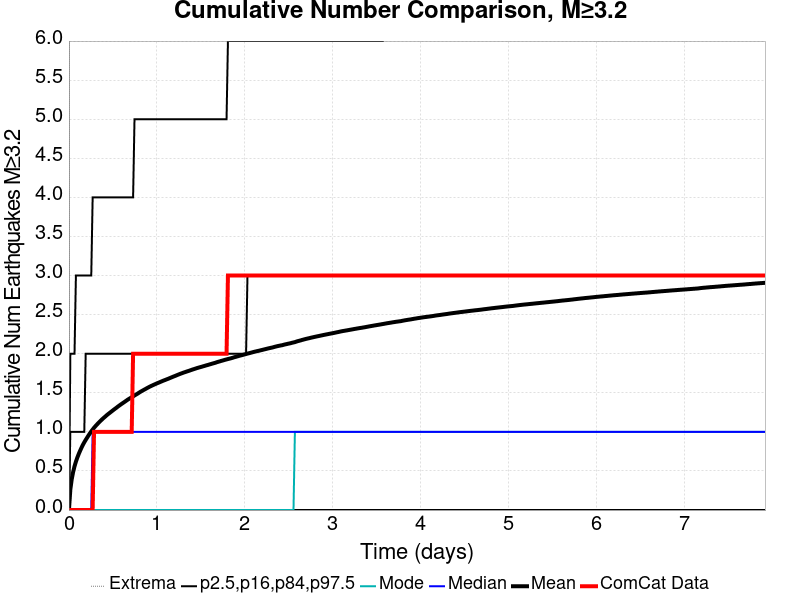 Cumulative Number Comparison, M≥3.2
Cumulative Num Earthquakes M≥3.2
6.0
5.5
5.0
4.5
4.0
3.5
3.0
2.5
2.0
1.5
1.0
0.5
0.0
0 1 2 3 4 5 6 7
Time (days)
Extrema p2.5,p16,p84,p97.5 Mode Median Mean ComCat Data